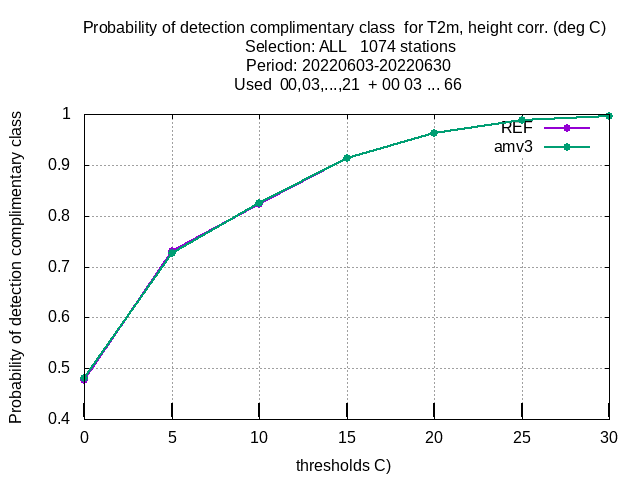 Probability of detection complimentary class  for T2m, height corr. (deg C)
Selection: ALL   1074 stations
Period: 20220603-20220630
Used  00,03,...,21  + 00 03 ... 66
Probability of detection complimentary class
1
0.9
0.8
0.7
0.6
0.5
0.4
REF
amv3
0 5 10 15 20 25 30
thresholds C)